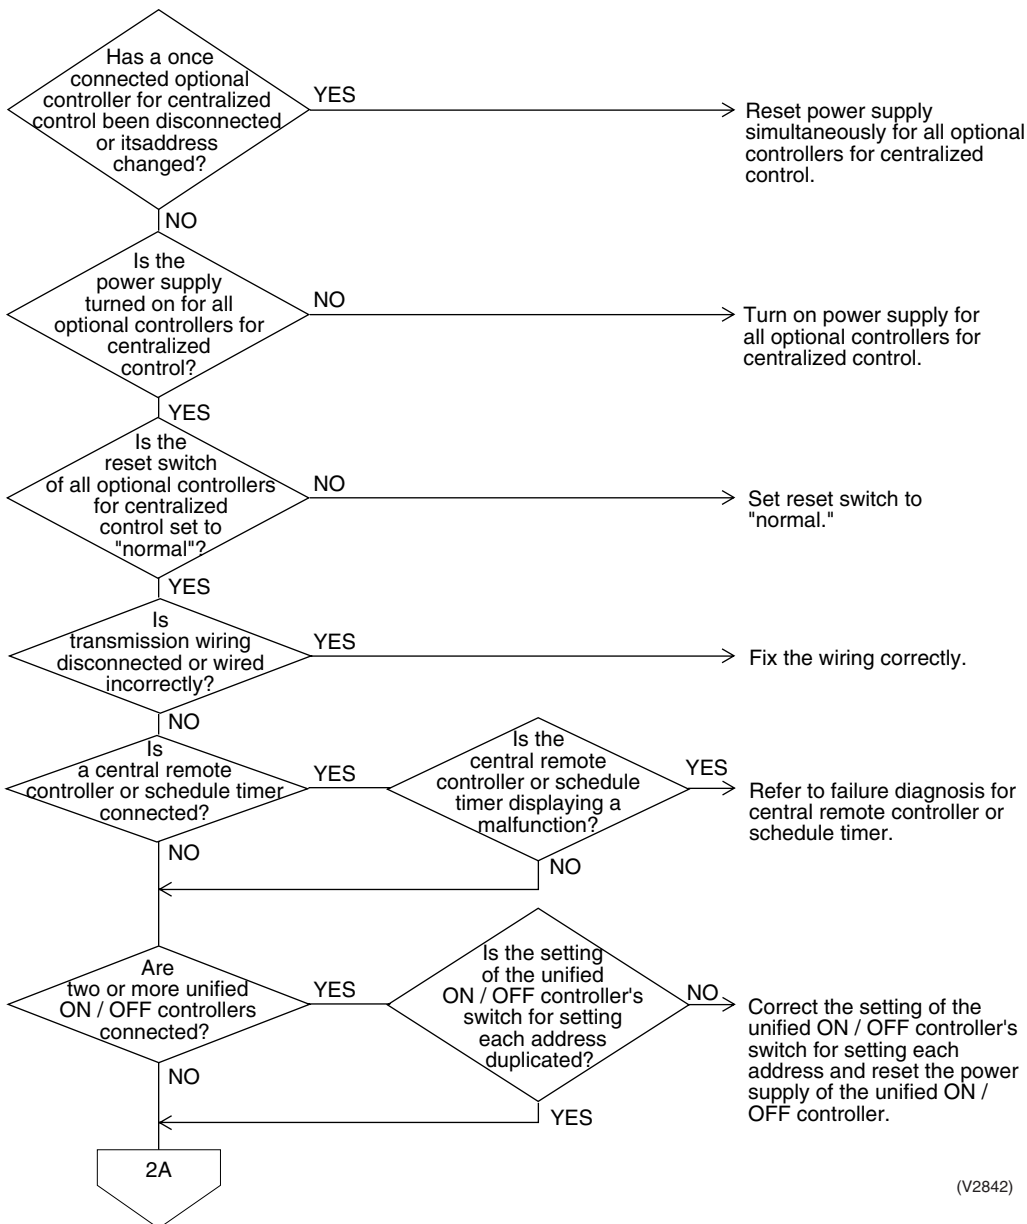 Has a once
connected optional
controller for centralized
control been disconnected
or itsaddress
changed?
YES
Reset power supply
simultaneously for all optional
controllers for centralized
control.
NO
Is the
power supply
turned on for all
optional controllers for
centralized
control?
NO
Turn on power supply for
all optional controllers for
centralized control.
YES
Is the
reset switch
of all optional controllers
for centralized
control set to
"normal"?
NO
Set reset switch to
"normal."
YES
Is
transmission wiring
disconnected or wired
incorrectly?
YES
Fix the wiring correctly.
NO
Is
a central remote
controller or schedule timer
connected?
YES
Is the
central remote
controller or schedule
timer displaying a
malfunction?
YES
Refer to failure diagnosis for
central remote controller or
schedule timer.
NO
NO
Are
two or more unified
ON / OFF controllers
connected?
YES
Is the setting
of the unified
ON / OFF controller's
switch for setting
each address
duplicated?
NO
Correct the setting of the
unified ON / OFF controller's
switch for setting each
address and reset the power
supply of the unified ON /
OFF controller.
NO
YES
2A
(V2842)